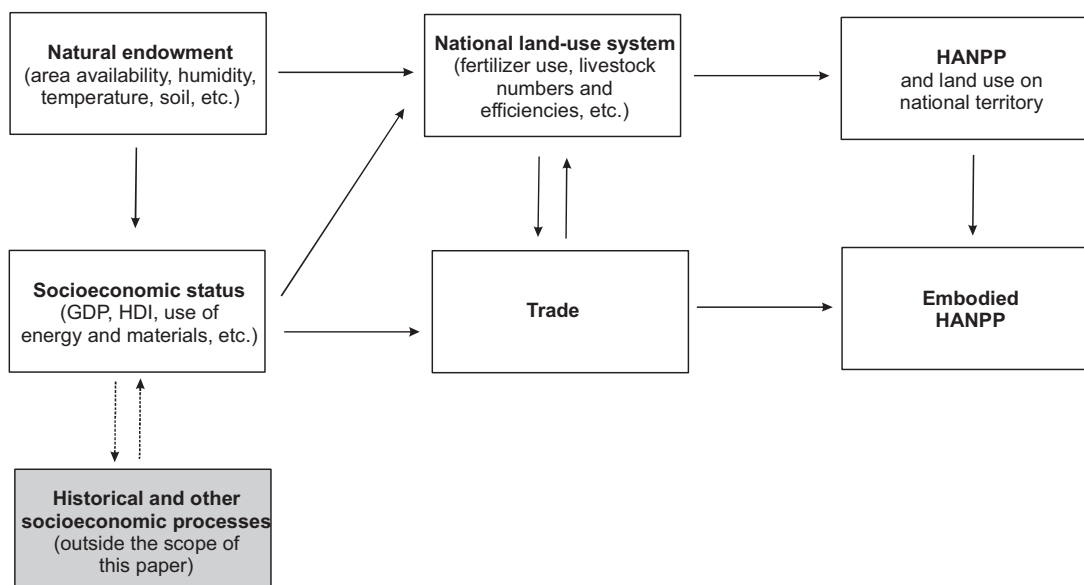 Natural endowment
(area availability, humidity,
temperature, soil, etc.)
National land-use system
(fertilizer use, livestock
numbers and
efficiencies, etc.)
HANPP
and land use on
national territory
Socioeconomic status
(GDP, HDI, use of
energy and materials, etc.)
Trade
Embodied
HANPP
Historical and other
socioeconomic processes
(outside the scope of
this paper)